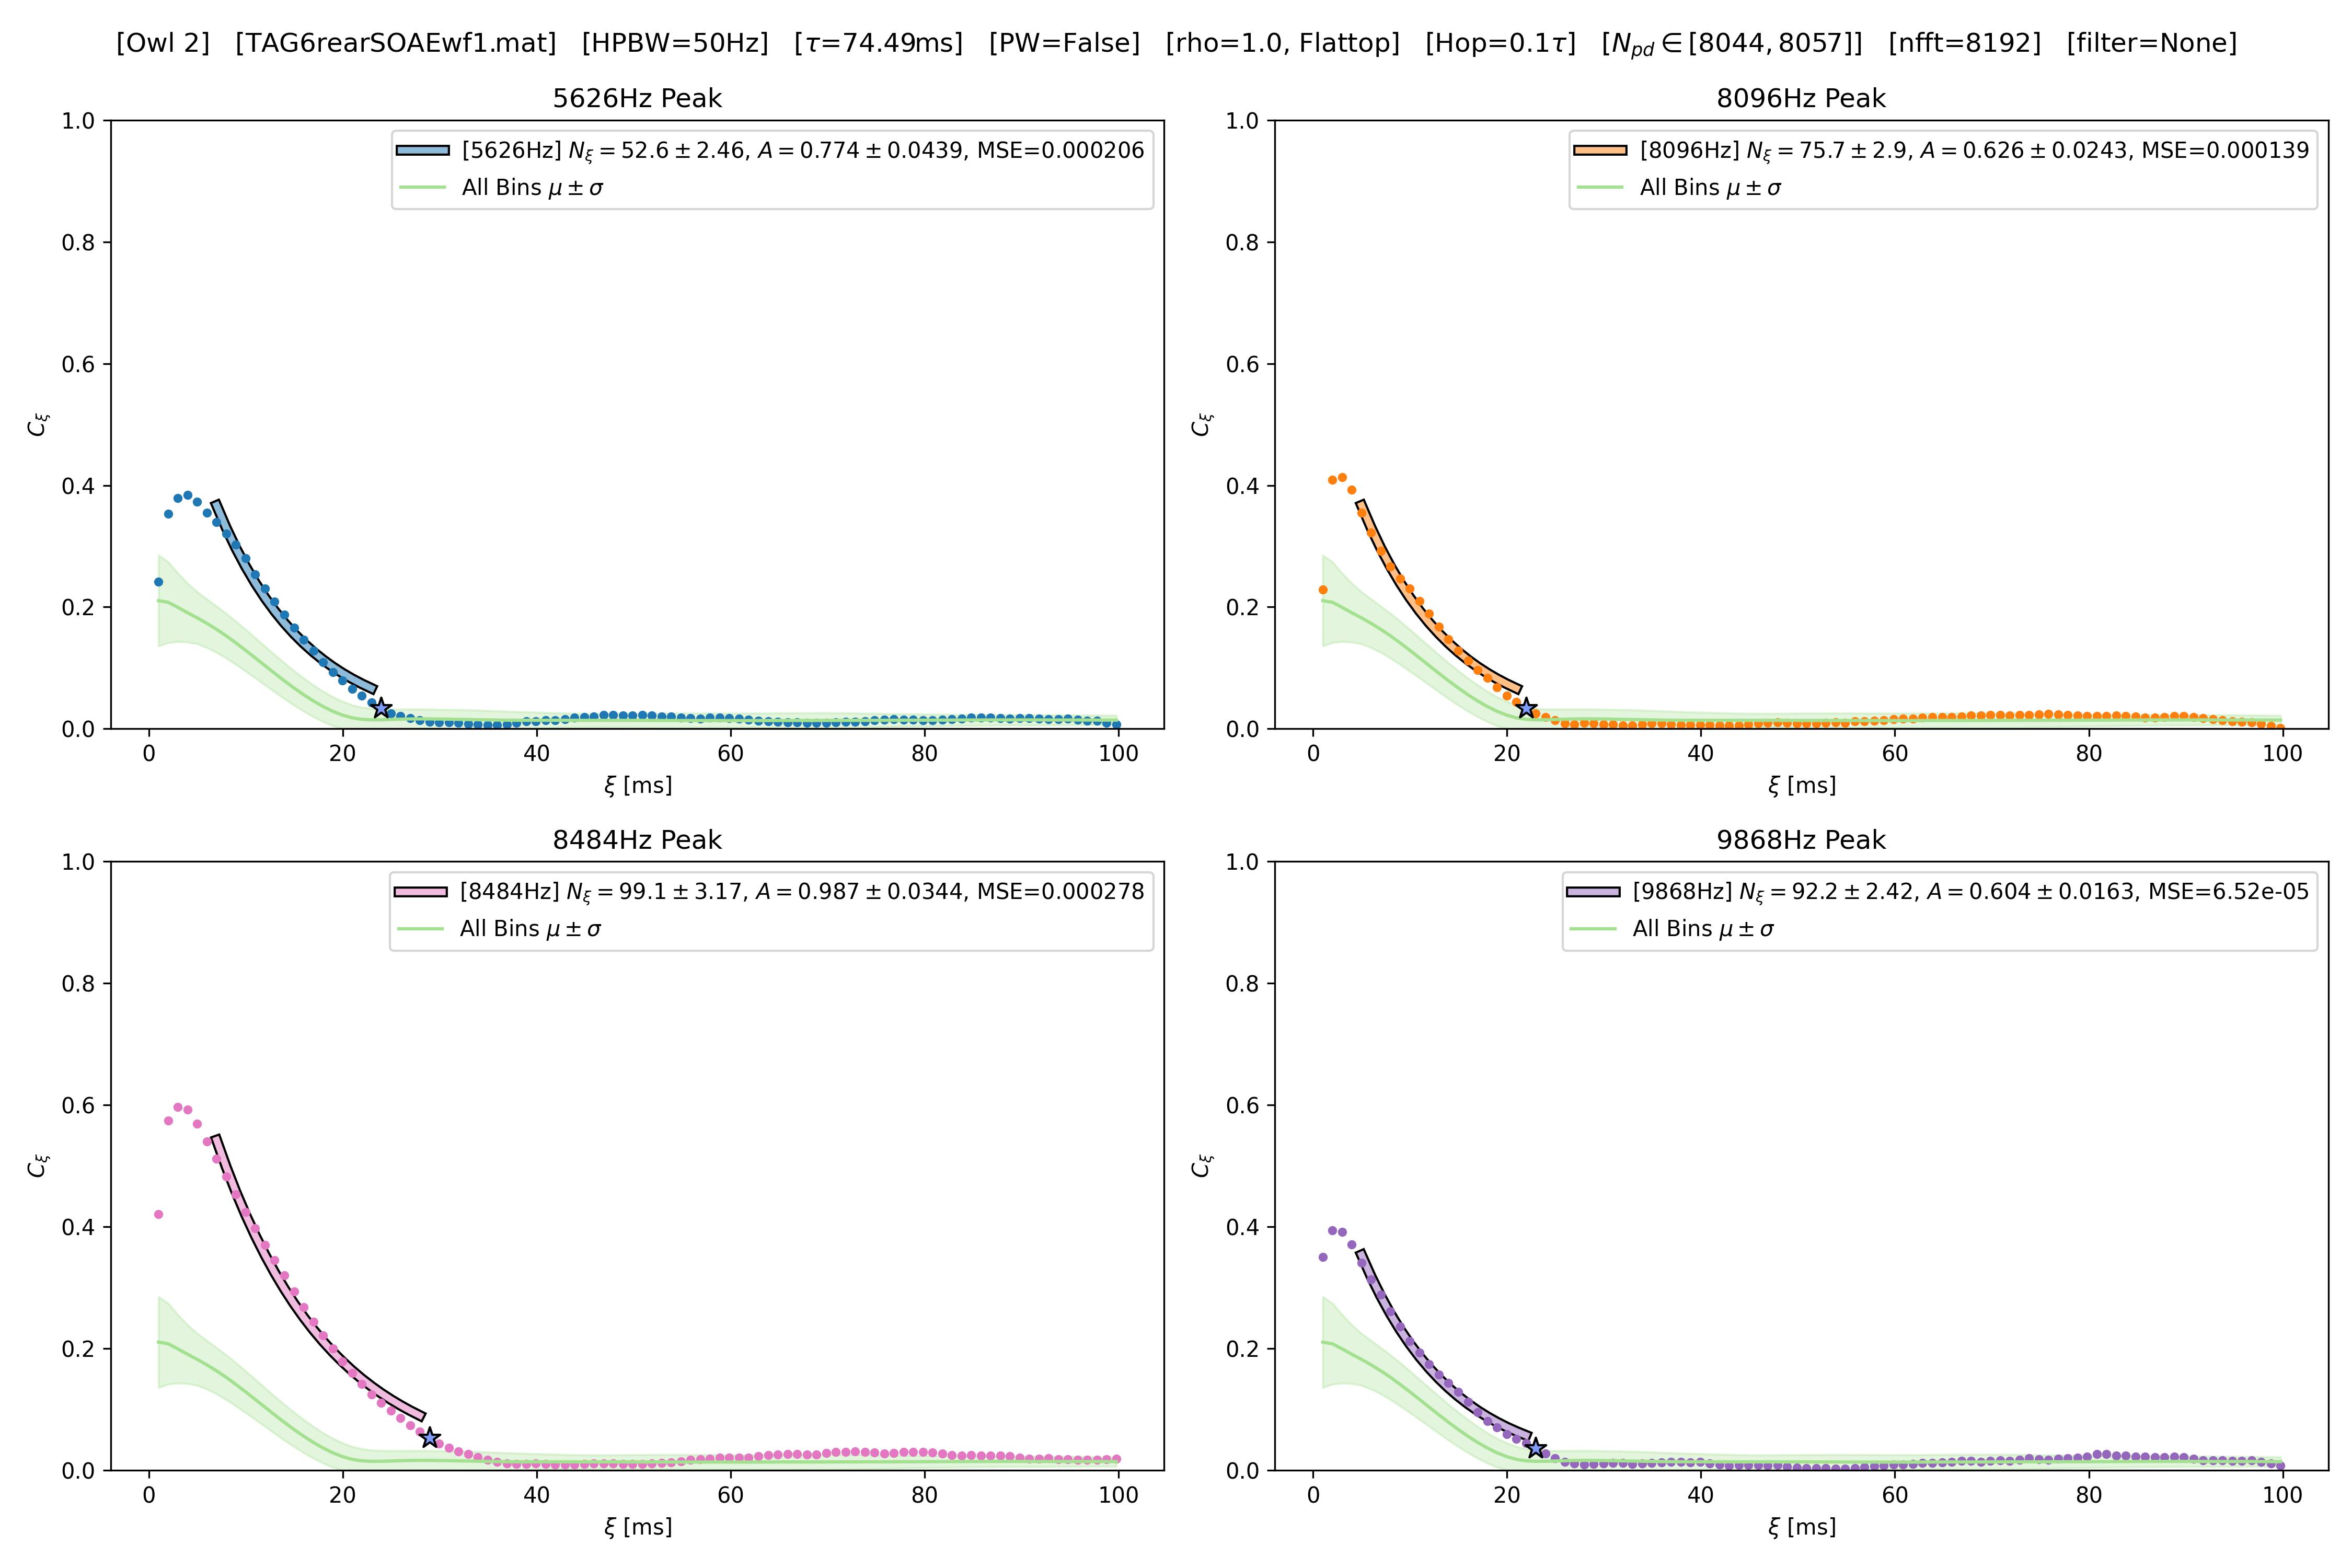 [Owl 2] [TAG6rearSOAEwf1.mat] [HPBW=50Hz] [τ=74.49ms] [PW=False] [rho=1.0, Flattop] [Hop=0.1τ] [N_pd ∈ [8044, 8057]] [nfft=8192] [filter=None]
5626Hz Peak
[5626Hz] N_ξ = 52.6 ± 2.46, A = 0.774 ± 0.0439, MSE=0.000206
All Bins μ ± σ
1.0
0.8
0.6
0.4
0.2
0.0
C_ξ
0 20 40 60 80 100
ξ [ms]
8096Hz Peak
[8096Hz] N_ξ = 75.7 ± 2.9, A = 0.626 ± 0.0243, MSE=0.000139
All Bins μ ± σ
1.0
0.8
0.6
0.4
0.2
0.0
C_ξ
0 20 40 60 80 100
ξ [ms]
8484Hz Peak
[8484Hz] N_ξ = 99.1 ± 3.17, A = 0.987 ± 0.0344, MSE=0.000278
All Bins μ ± σ
1.0
0.8
0.6
0.4
0.2
0.0
C_ξ
0 20 40 60 80 100
ξ [ms]
9868Hz Peak
[9868Hz] N_ξ = 92.2 ± 2.42, A = 0.604 ± 0.0163, MSE=6.52e-05
All Bins μ ± σ
1.0
0.8
0.6
0.4
0.2
0.0
C_ξ
0 20 40 60 80 100
ξ [ms]